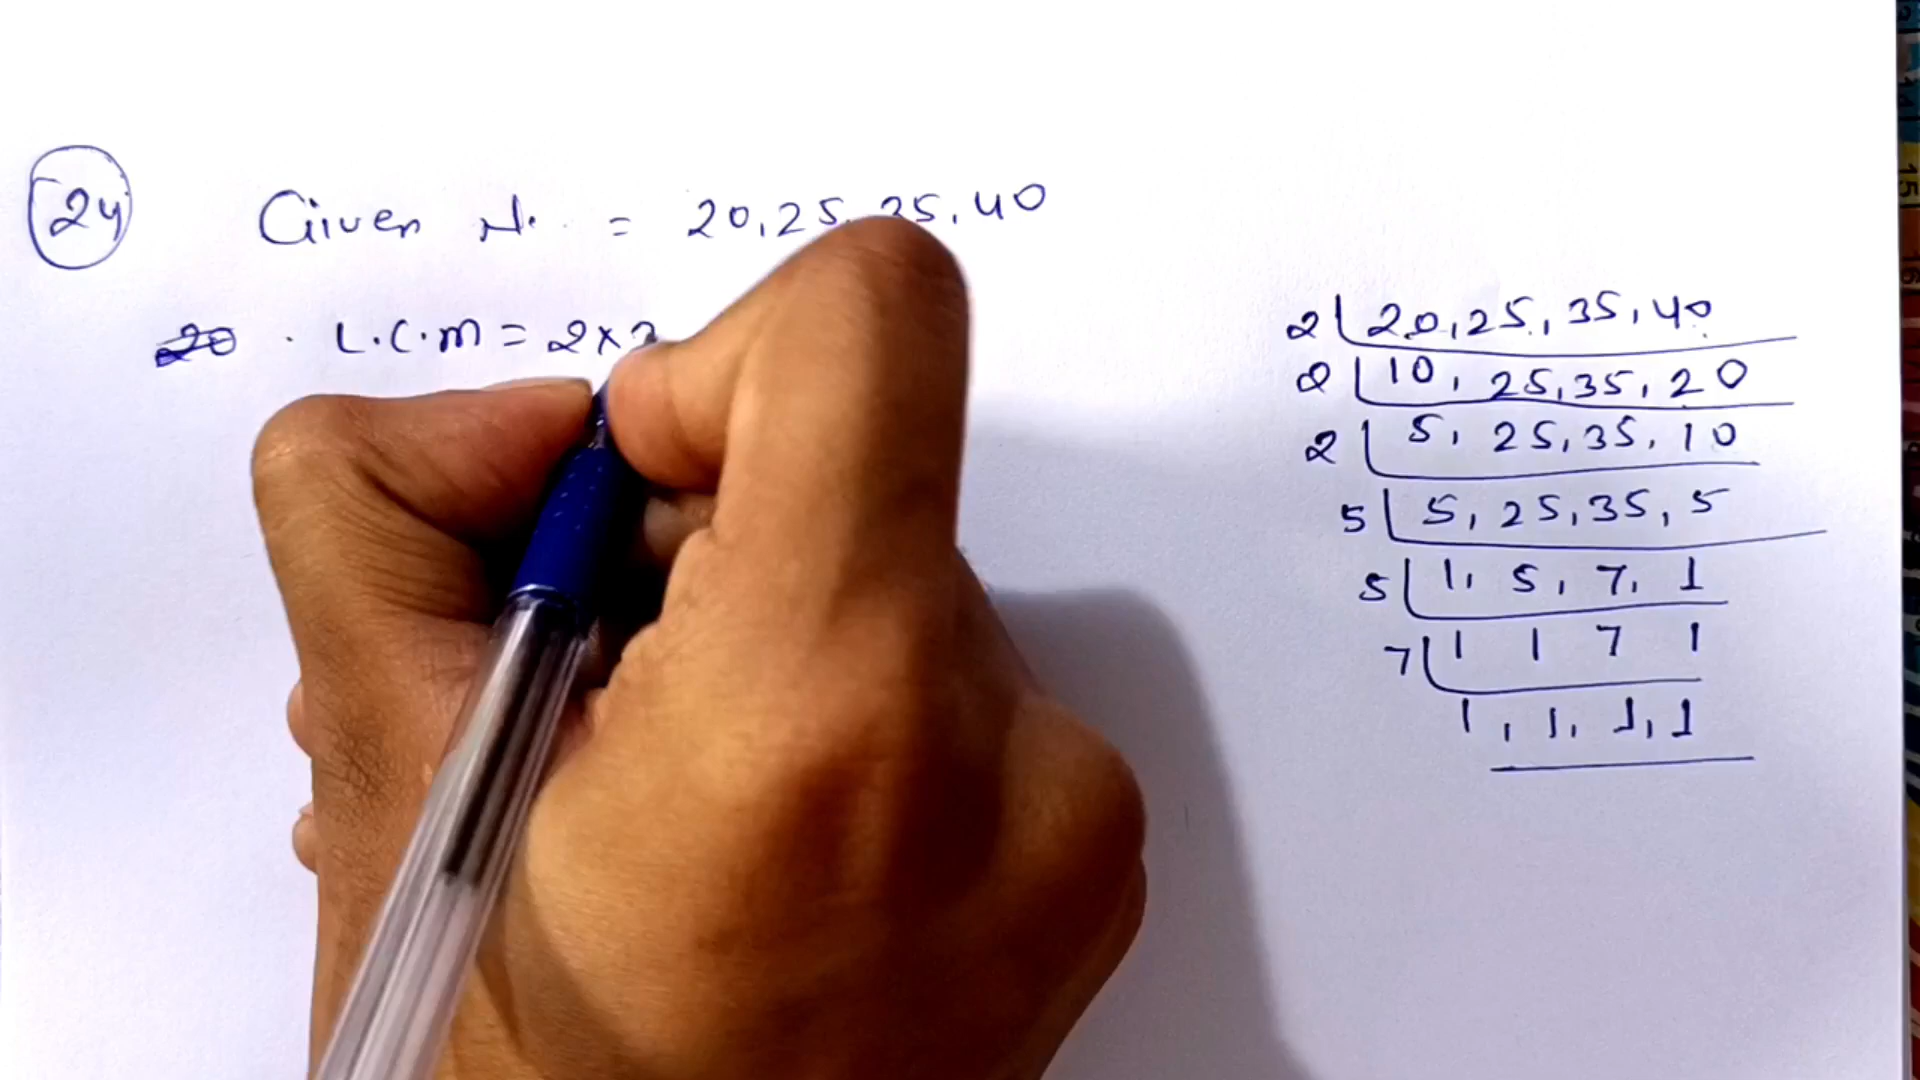 24 Given N. = 20,25,35,40
20 . L.C.M = 2×2
2 20,25,35,40
2 10, 25,35,20
2 5, 25,35,10
5 5, 25,35,5
5 1, 5, 7, 1
7 1 1 7 1
1, 1, 1, 1
15
16